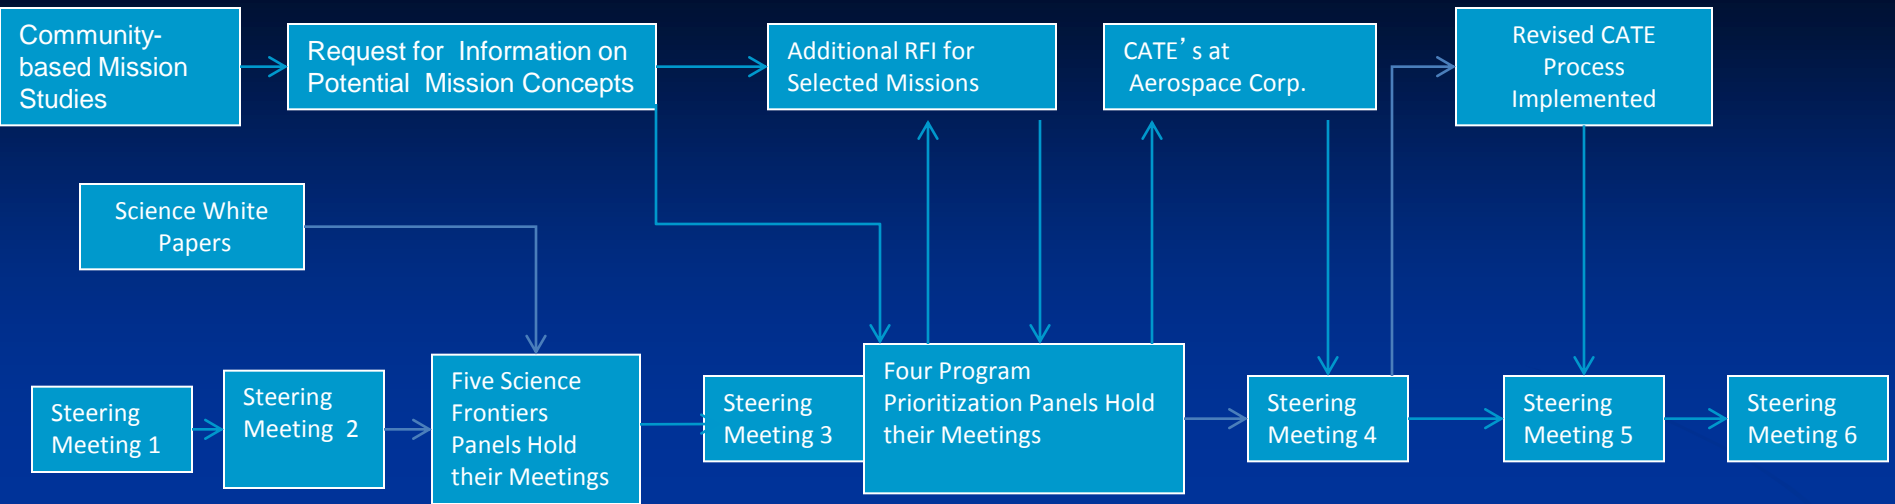 Community-
based Mission
Studies
Request for Information on
Potential Mission Concepts
Additional RFI for
Selected Missions
CATE’s at
Aerospace Corp.
Revised CATE
Process
Implemented
Science White
Papers
Steering
Meeting 1
Steering
Meeting 2
Five Science
Frontiers
Panels Hold
their Meetings
Steering
Meeting 3
Four Program
Prioritization Panels Hold
their Meetings
Steering
Meeting 4
Steering
Meeting 5
Steering
Meeting 6